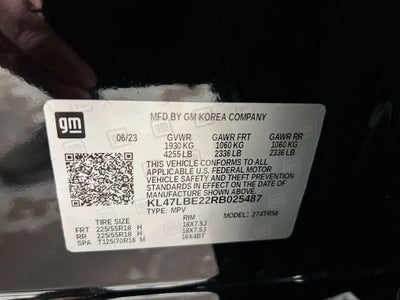 gm
MFD BY GM KOREA COMPANY
06/23 GVWR GAWR FRT GAWR RR
1930 KG 1060 KG 1060 KG
4255 LB 2336 LB 2336 LB
THIS VEHICLE CONFORMS TO ALL
APPLICABLE U.S. FEDERAL MOTOR
VEHICLE SAFETY, BUMPER, AND THEFT
PREVENTION STANDARDS IN EFFECT ON
THE DATE OF MANUFACTURE SHOWN ABOVE.
KL47LBE22RB025487
TYPE: MPV MODEL: 2T4TR58
TIRE SIZE RIM
FRT 225/55R18 H 18X7.5J
RR 225/55R18 H 18X7.5J
SPA T125/70R16 M 16X4BT